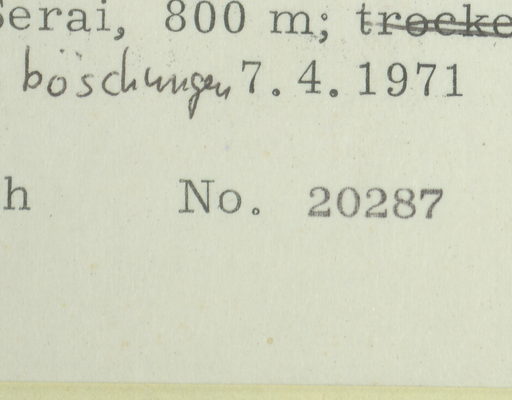 Serai, 800 m; trocke
böschungen 7.4.1971
h No. 20287